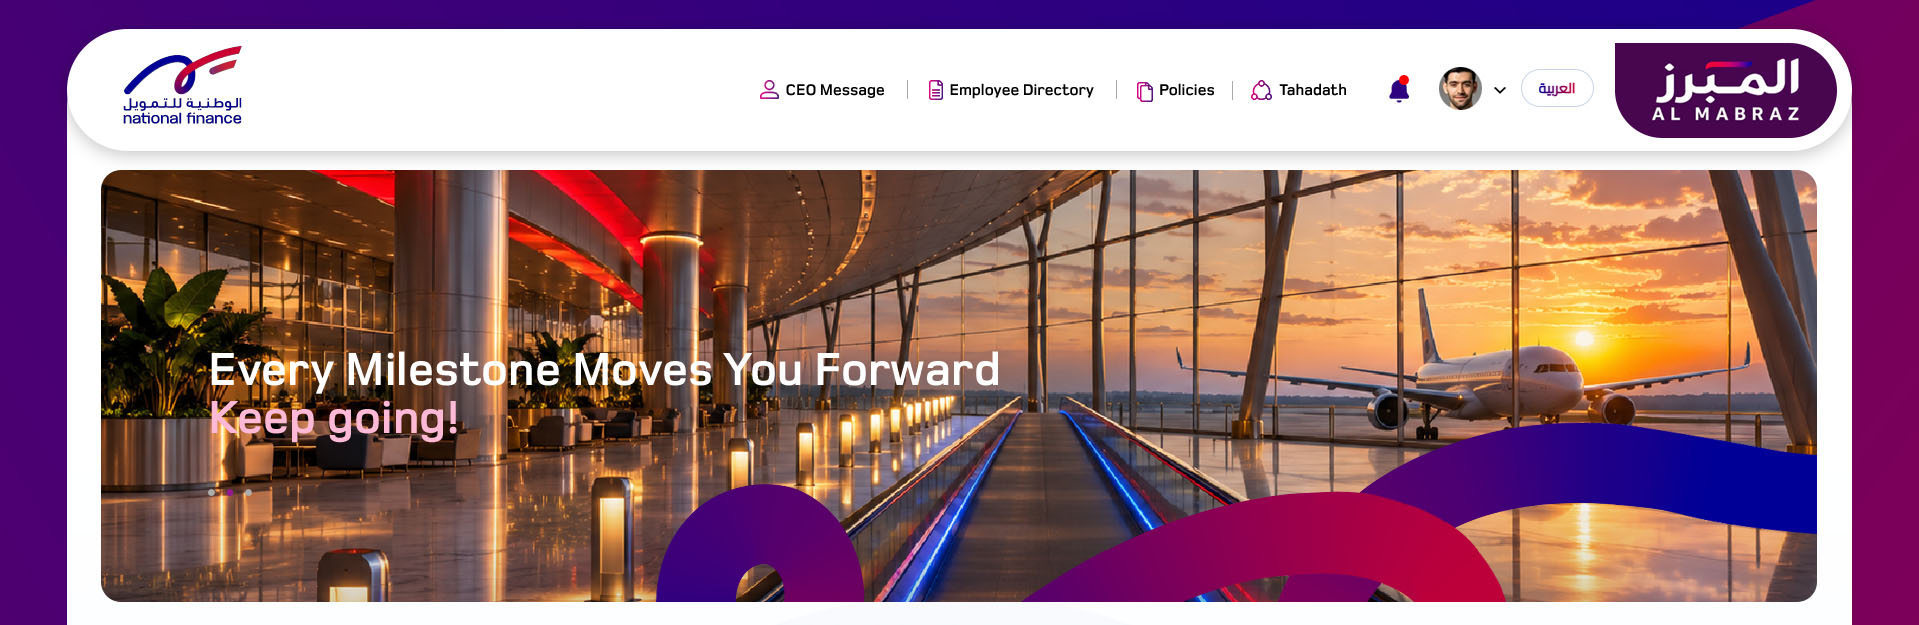 الوطنية للتمويل
national finance
CEO Message
Employee Directory
Policies
Tahadath
العربية
المبرز
AL MABRAZ
Every Milestone Moves You Forward
Keep going!